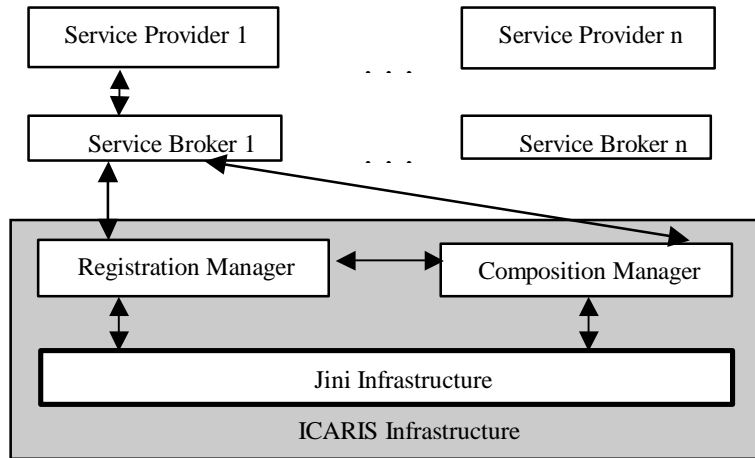 Service Provider 1
Service Provider n
. . .
Service Broker 1
Service Broker n
. . .
Registration Manager
Composition Manager
Jini Infrastructure
ICARIS Infrastructure